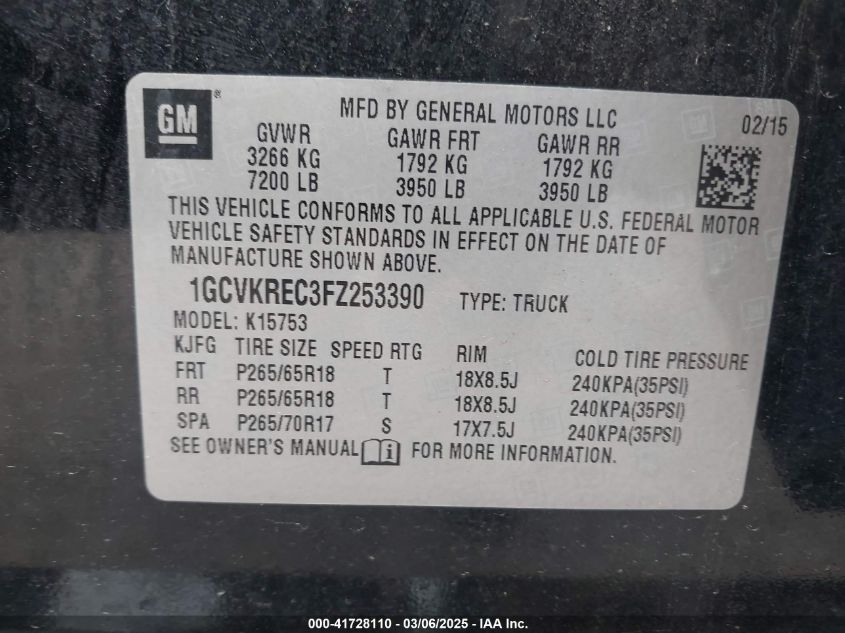 GM®
MFD BY GENERAL MOTORS LLC 02/15
GVWR GAWR FRT GAWR RR
3266 KG 1792 KG 1792 KG
7200 LB 3950 LB 3950 LB
THIS VEHICLE CONFORMS TO ALL APPLICABLE U.S. FEDERAL MOTOR
VEHICLE SAFETY STANDARDS IN EFFECT ON THE DATE OF
MANUFACTURE SHOWN ABOVE.
1GCVKREC3FZ253390 TYPE: TRUCK
MODEL: K15753
KJFG TIRE SIZE SPEED RTG RIM COLD TIRE PRESSURE
FRT P265/65R18 T 18X8.5J 240KPA(35PSI)
RR P265/65R18 T 18X8.5J 240KPA(35PSI)
SPA P265/70R17 S 17X7.5J 240KPA(35PSI)
SEE OWNER'S MANUAL FOR MORE INFORMATION.
000-41728110 - 03/06/2025 - IAA Inc.